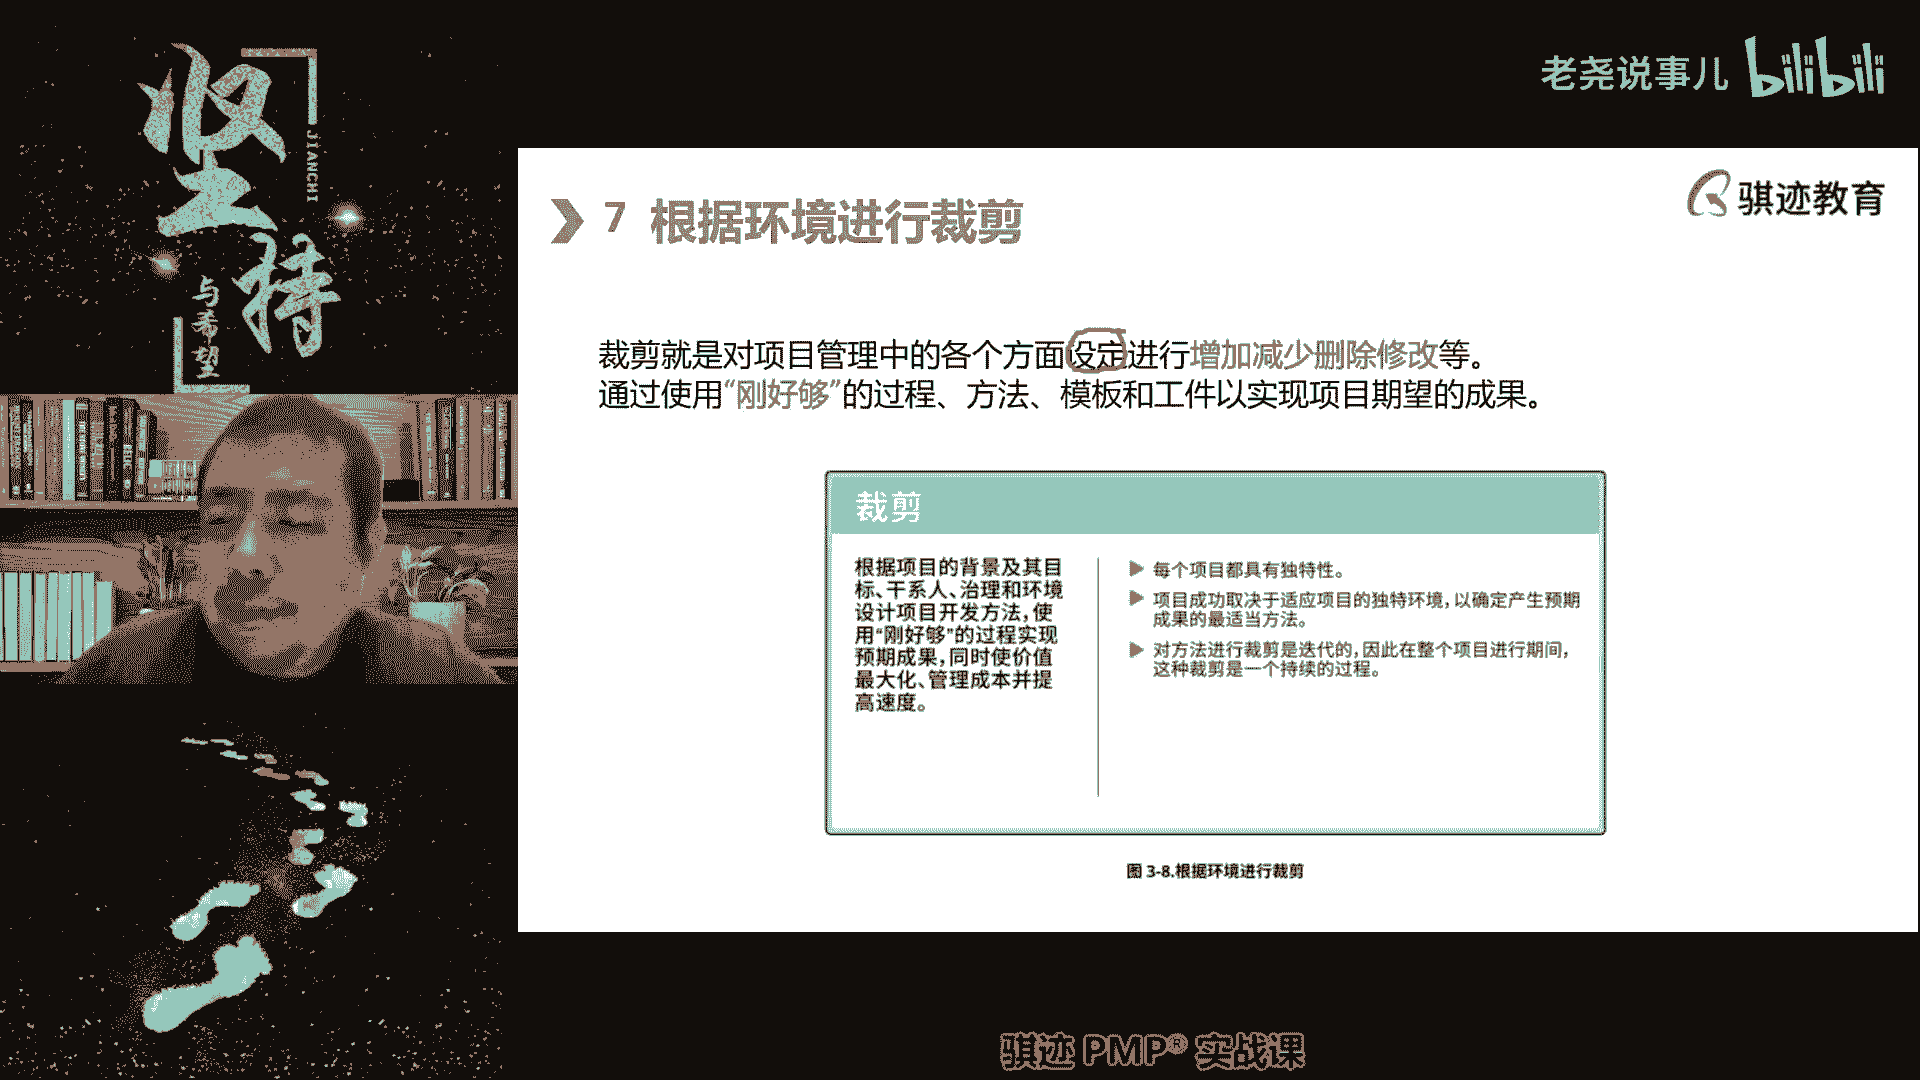 坚持
JIANCHI
与希望
老尧说事儿 bilibili
骐迹教育
7 根据环境进行裁剪
裁剪就是对项目管理中的各个方面设定进行增加减少删除修改等。
通过使用“刚好够”的过程、方法、模板和工件以实现项目期望的成果。
裁剪
根据项目的背景及其目
标、干系人、治理和环境
设计项目开发方法，使
用“刚好够”的过程实现
预期成果，同时使价值
最大化、管理成本并提
高速度。
每个项目都具有独特性。
项目成功取决于适应项目的独特环境，以确定产生预期
成果的最适当方法。
对方法进行裁剪是迭代的，因此在整个项目进行期间，
这种裁剪是一个持续的过程。
图 3-8.根据环境进行裁剪
骐迹 PMP® 实战课